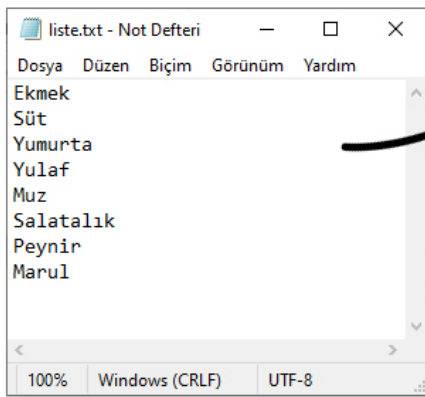 liste.txt - Not Defteri
Dosya Düzen Biçim Görünüm Yardım
Ekmek
Süt
Yumurta
Yulaf
Muz
Salatalık
Peynir
Marul
100% Windows (CRLF) UTF-8